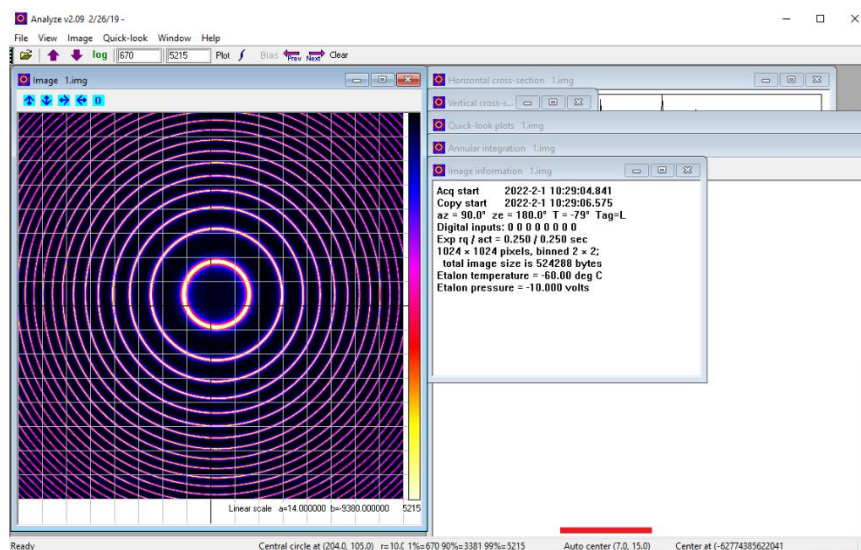 Analyze v2.09 2/26/19 -
File View Image Quick-look Window Help
log 670 5215 Plot Bias Prev Next Clear
Image 1.img
0
Linear scale a=14.000000 b=-9380.000000 5215
Horizontal cross-section 1.img
Vertical cross-s...
Quick-look plots 1.img
Annular integration 1.img
Image information 1.img
Acq start 2022-2-1 10:29:04.841
Copy start 2022-2-1 10:29:06.575
az = 90.0° ze = 180.0° T = -79° Tag=L
Digital inputs: 0 0 0 0 0 0 0 0
Exp rq / act = 0.250 / 0.250 sec
1024 × 1024 pixels, binned 2 × 2;
total image size is 524288 bytes
Etalon temperature = -60.00 deg C
Etalon pressure = -10.000 volts
Ready Central circle at (204.0, 105.0) r=10.( 1%=670 90%=3381 99%=5215 Auto center (7.0, 15.0) Center at (-62774385622041